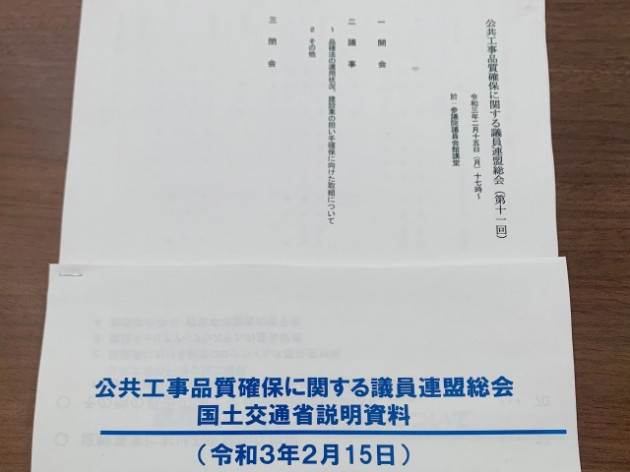 公共工事品質確保に関する議員連盟総会（第十一回）
令和三年二月十五日（月）十七時～
於：参議院議員会館講堂
一 開 会
二 議 事
１ 品確法の運用状況、建設業の担い手確保に向けた取組について
２ その他
三 閉 会
公共工事品質確保に関する議員連盟総会
国土交通省説明資料
（令和3年2月15日）